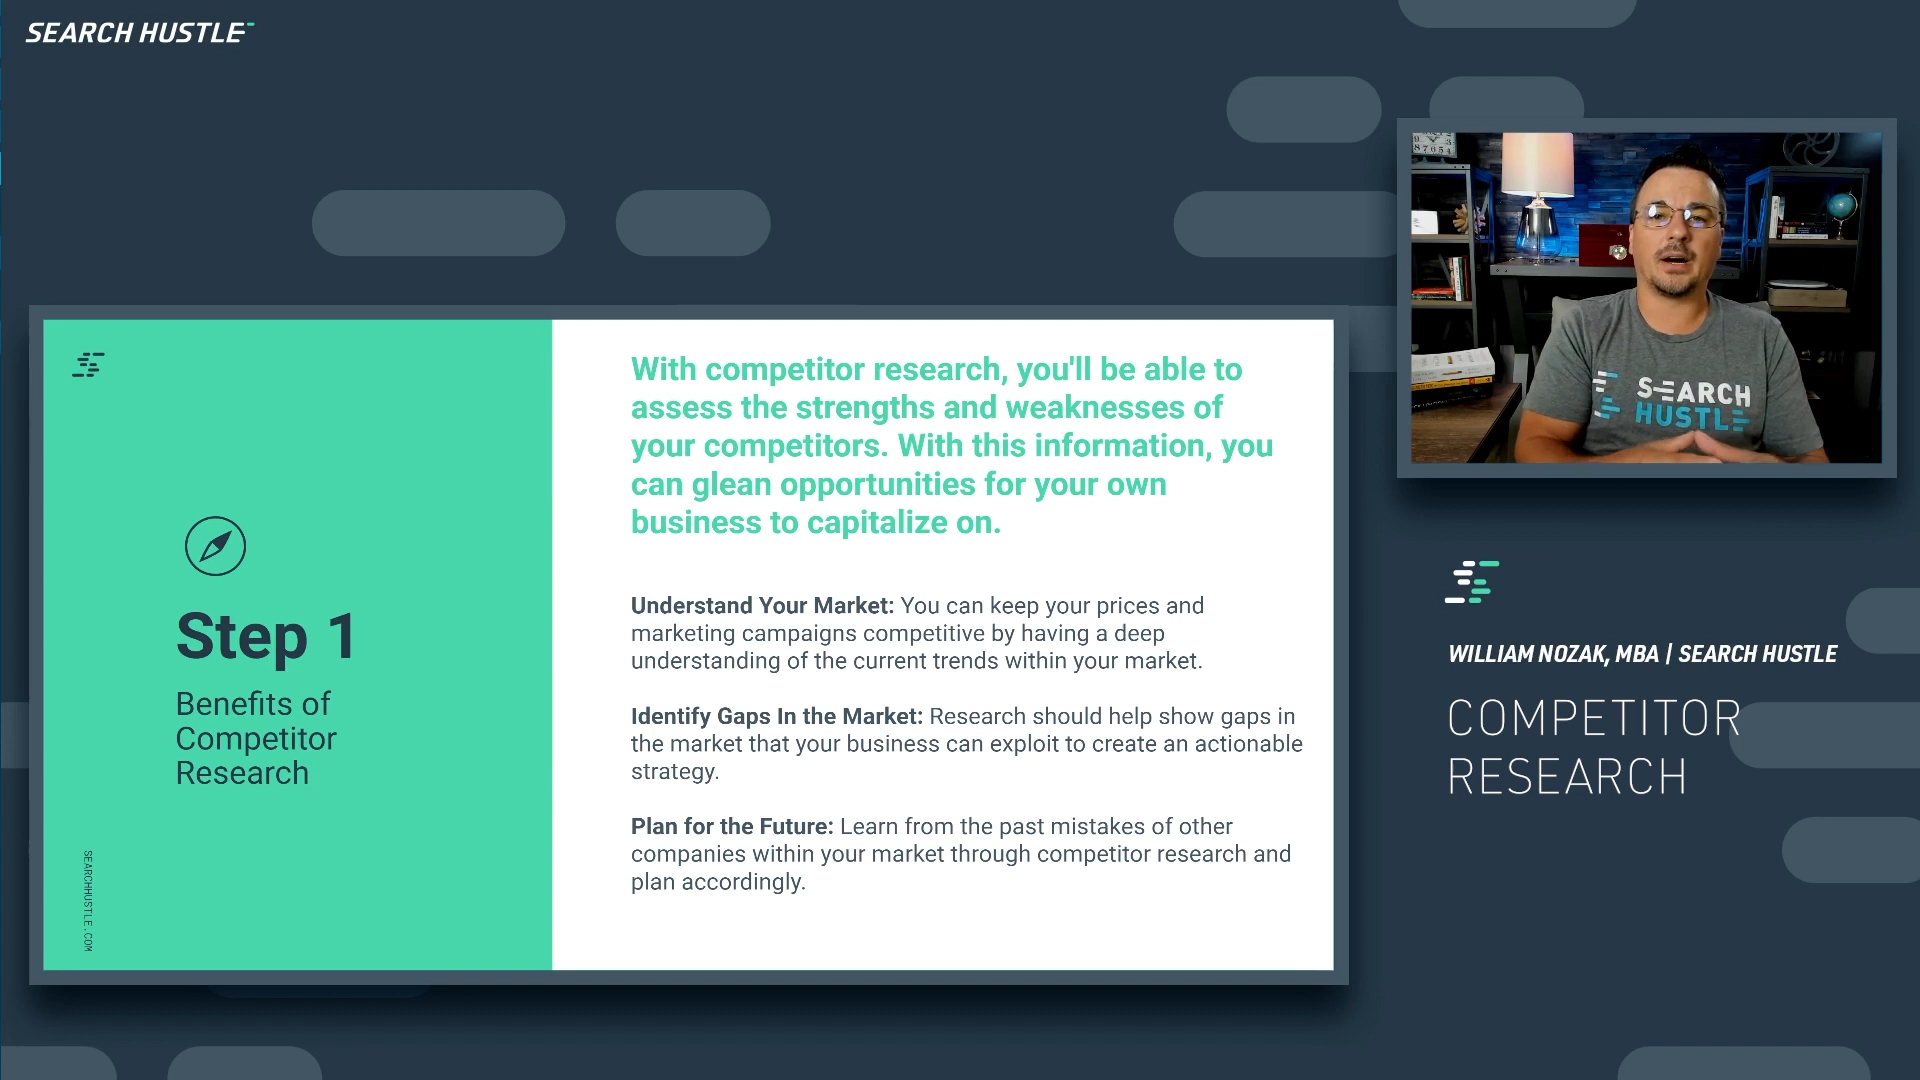 SEARCH HUSTLE
SEARCH
HUSTLE
With competitor research, you'll be able to
assess the strengths and weaknesses of
your competitors. With this information, you
can glean opportunities for your own
business to capitalize on.
Step 1
Benefits of
Competitor
Research
SEARCHHUSTLE.COM
Understand Your Market: You can keep your prices and
marketing campaigns competitive by having a deep
understanding of the current trends within your market.
Identify Gaps In the Market: Research should help show gaps in
the market that your business can exploit to create an actionable
strategy.
Plan for the Future: Learn from the past mistakes of other
companies within your market through competitor research and
plan accordingly.
WILLIAM NOZAK, MBA | SEARCH HUSTLE
COMPETITOR
RESEARCH